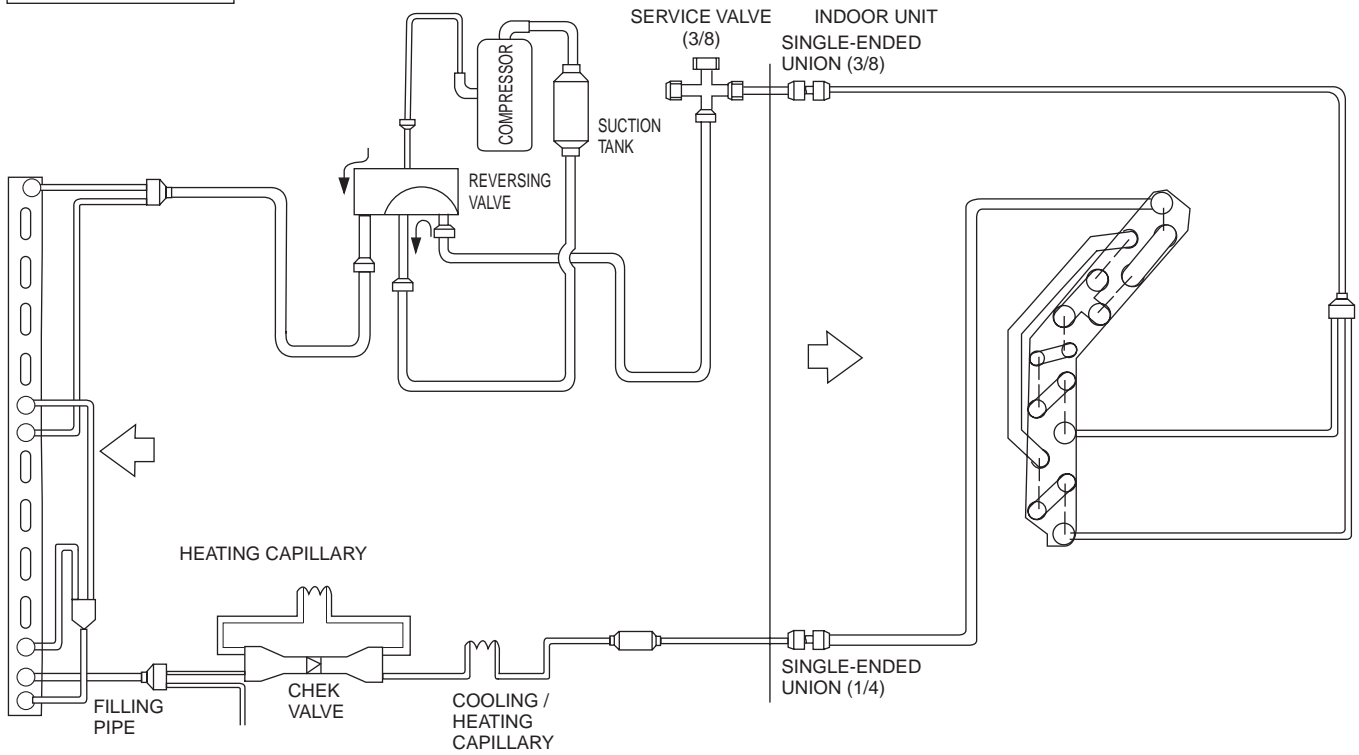 SERVICE VALVE
(3/8)
INDOOR UNIT
SINGLE-ENDED
UNION (3/8)
COMPRESSOR
SUCTION
TANK
REVERSING
VALVE
HEATING CAPILLARY
CHEK
VALVE
FILLING
PIPE
COOLING /
HEATING
CAPILLARY
SINGLE-ENDED
UNION (1/4)